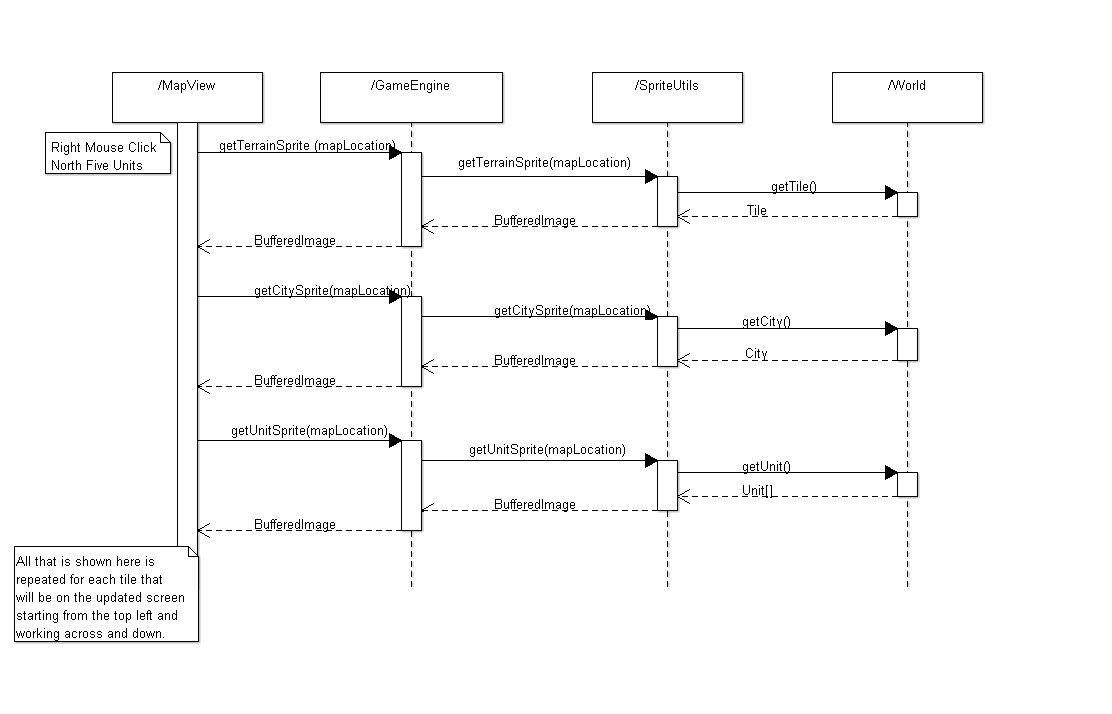 /MapView
/GameEngine
/SpriteUtils
/World
Right Mouse Click
North Five Units
getTerrainSprite (mapLocation)
getTerrainSprite(mapLocation)
getTile()
Tile
BufferedImage
BufferedImage
getCitySprite(mapLocation)
getCitySprite(mapLocation)
getCity()
City
BufferedImage
BufferedImage
getUnitSprite(mapLocation)
getUnitSprite(mapLocation)
getUnit()
Unit[]
BufferedImage
BufferedImage
All that is shown here is
repeated for each tile that
will be on the updated screen
starting from the top left and
working across and down.